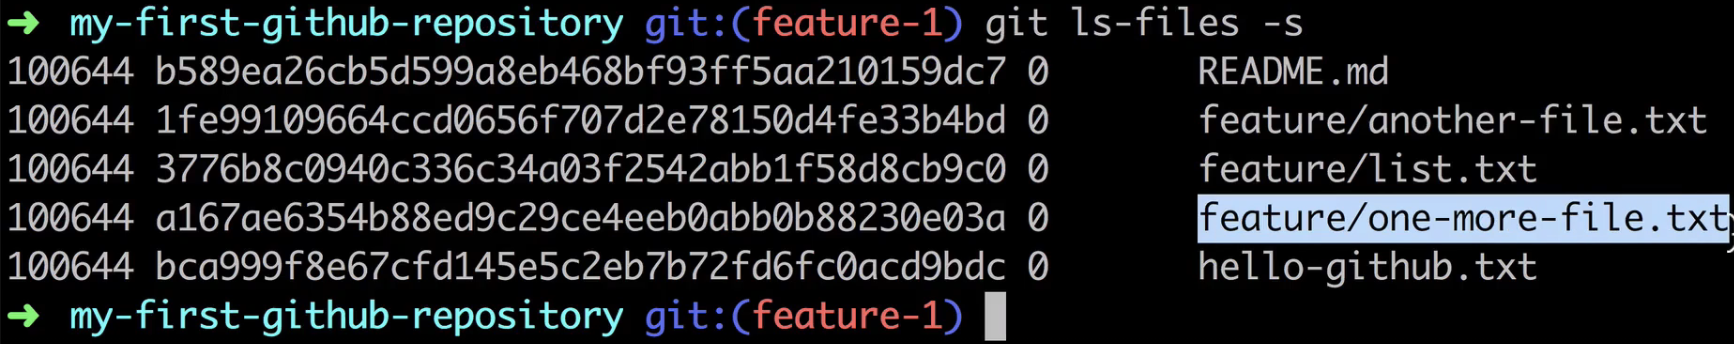 ➜ my-first-github-repository git:(feature-1) git ls-files -s
100644 b589ea26cb5d599a8eb468bf93ff5aa210159dc7 0 README.md
100644 1fe99109664ccd0656f707d2e78150d4fe33b4bd 0 feature/another-file.txt
100644 3776b8c0940c336c34a03f2542abb1f58d8cb9c0 0 feature/list.txt
100644 a167ae6354b88ed9c29ce4eeb0abb0b88230e03a 0 feature/one-more-file.txt
100644 bca999f8e67cfd145e5c2eb7b72fd6fc0acd9bdc 0 hello-github.txt
➜ my-first-github-repository git:(feature-1)